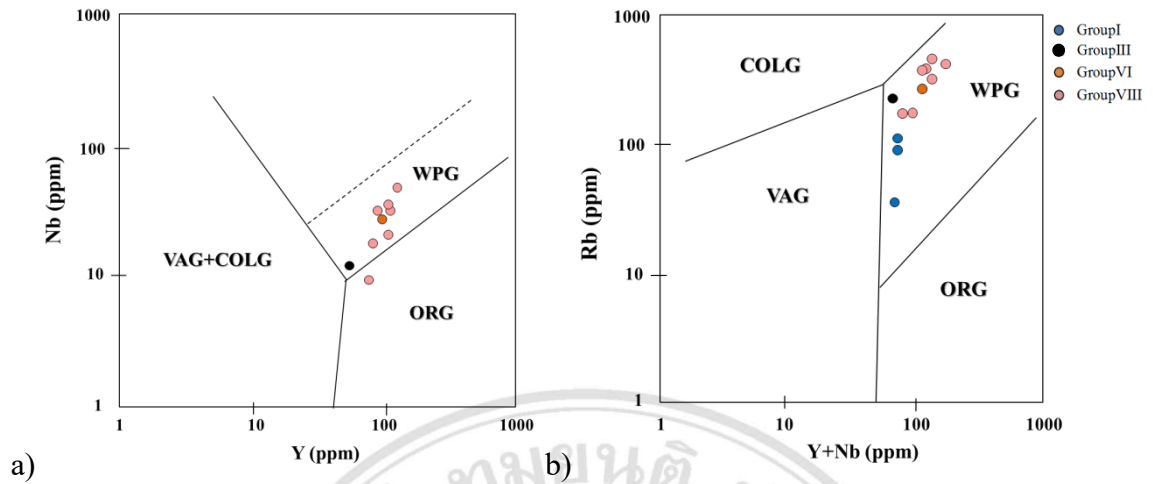 1000
100
10
1
1
10
100
1000
Nb (ppm)
Y (ppm)
WPG
VAG+COLG
ORG
a)
1000
100
10
1
1
10
100
1000
Rb (ppm)
Y+Nb (ppm)
COLG
WPG
VAG
ORG
GroupI
GroupIII
GroupVI
GroupVIII
b)